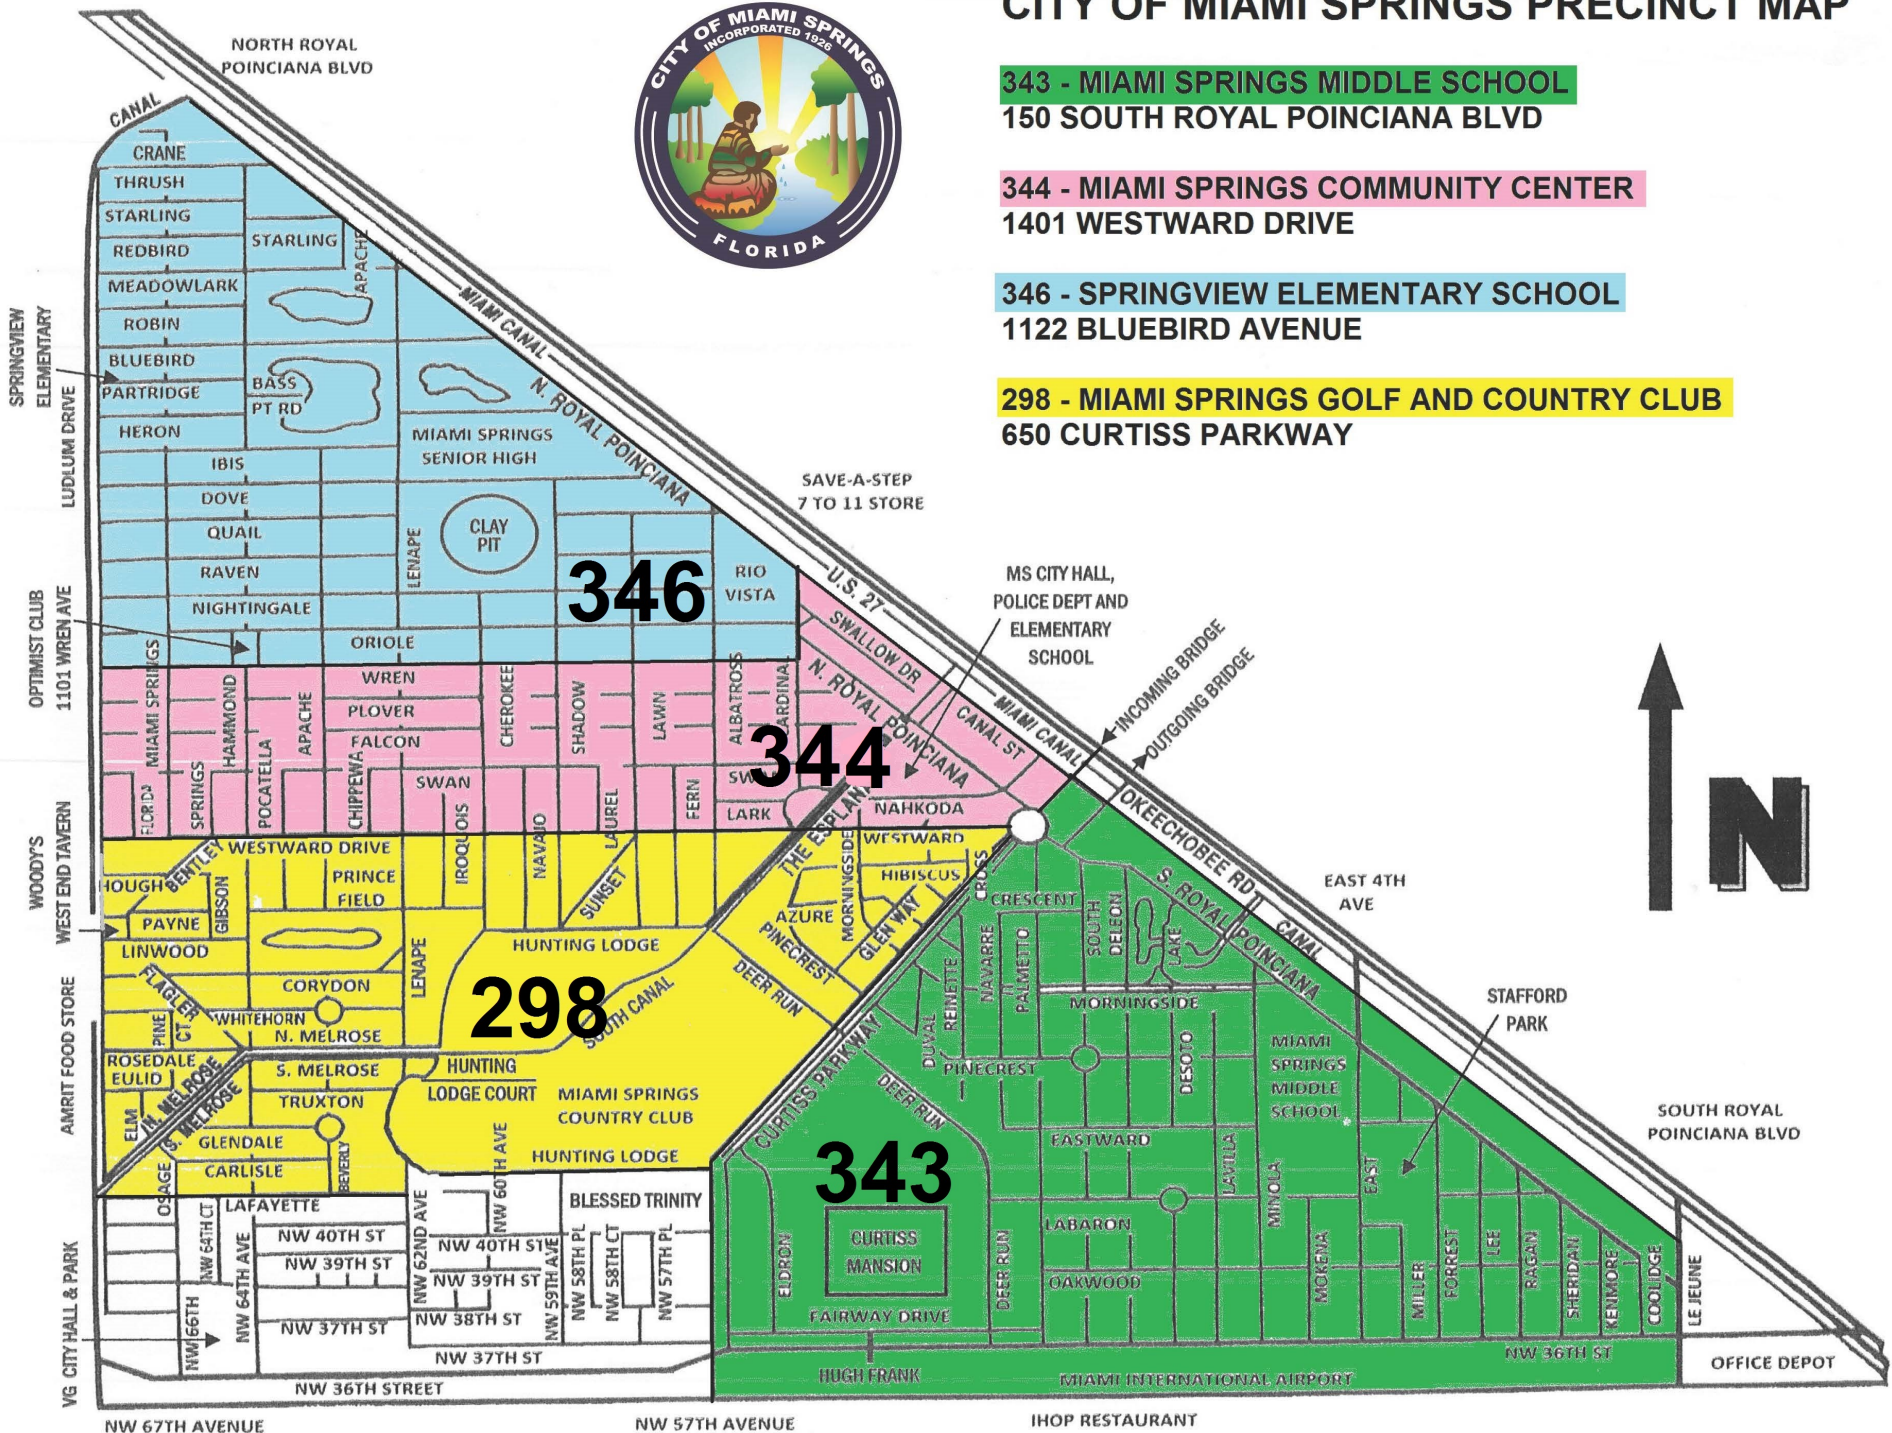 CITY OF MIAMI SPRINGS PRECINCT MAP
343 - MIAMI SPRINGS MIDDLE SCHOOL
150 SOUTH ROYAL POINCIANA BLVD
344 - MIAMI SPRINGS COMMUNITY CENTER
1401 WESTWARD DRIVE
346 - SPRINGVIEW ELEMENTARY SCHOOL
1122 BLUEBIRD AVENUE
298 - MIAMI SPRINGS GOLF AND COUNTRY CLUB
650 CURTISS PARKWAY
CITY OF MIAMI SPRINGS
INCORPORATED 1926
FLORIDA
NORTH ROYAL
POINCIANA BLVD
CANAL
CRANE
THRUSH
STARLING
STARLING
REDBIRD
APACHE
MEADOWLARK
ROBIN
MIAMI CANAL
SPRINGVIEW
ELEMENTARY
BLUEBIRD
PARTRIDGE
BASS
PT RD
HERON
LUDLUM DRIVE
N. ROYAL POINCIANA
MIAMI SPRINGS
SENIOR HIGH
IBIS
DOVE
QUAIL
RAVEN
NIGHTINGALE
ORIOLE
LENAPE
CLAY
PIT
346
RIO
VISTA
SAVE-A-STEP
7 TO 11 STORE
U.S. 27
MS CITY HALL,
POLICE DEPT AND
ELEMENTARY
SCHOOL
INCOMING BRIDGE
OUTGOING BRIDGE
N
OPTIMIST CLUB
1101 WREN AVE
SWALLOW DR
N. ROYAL POINCIANA
CANAL ST
MIAMI CANAL
WREN
PLOVER
FALCON
SWAN
MIAMI SPRINGS
HAMMOND
APACHE
CHEROKEE
SHADOW
LAWN
ALBATROSS
CARDINAL
344
FLORIDA
SPRINGS
POCATELLA
CHIPPEWA
IROQUOIS
NAVAJO
LAUREL
FERN
LARK
NAHKODA
THE ESPLANADE
WOODY'S
WEST END TAVERN
WESTWARD DRIVE
BENTLEY
HOUGH
GIBSON
PRINCE
FIELD
PAYNE
LINWOOD
SUNSET
WESTWARD
HIBISCUS
MORNINGSIDE
AZURE
PINECREST
GLEN WAY
CROSS
HUNTING LODGE
LENAPE
DEER RUN
SOUTH CANAL
298
FLAGLER
CORYDON
WHITEHORN
PINE
CT
N. MELROSE
AMRIT FOOD STORE
ROSEDALE
EULID
S. MELROSE
HUNTING
LODGE COURT
ELM
N. MELROSE
S. MELROSE
TRUXTON
GLENDALE
CARLISLE
BEVERLY
MIAMI SPRINGS
COUNTRY CLUB
HUNTING LODGE
CURTISS PARKWAY
OKEECHOBEE RD
CANAL
EAST 4TH
AVE
S. ROYAL POINCIANA
CRESCENT
SOUTH
DELEON
LAKE
NAVARRE
PALMETTO
REINETTE
DUVAL
MORNINGSIDE
PINECREST
DESOTO
MIAMI
SPRINGS
MIDDLE
SCHOOL
STAFFORD
PARK
SOUTH ROYAL
POINCIANA BLVD
DEER RUN
EASTWARD
LAVILLA
MINOLA
EAST
343
CURTISS
MANSION
ELDRON
DEER RUN
LABARON
OAKWOOD
MOKENA
MILLER
FORREST
LEE
RAGAN
SHERIDAN
KENMORE
COOLIDGE
LE JEUNE
FAIRWAY DRIVE
HUGH FRANK
NW 36TH ST
MIAMI INTERNATIONAL AIRPORT
OFFICE DEPOT
OSAGE
LAFAYETTE
NW 64TH CT
NW 64TH AVE
NW 66TH
NW 40TH ST
NW 39TH ST
NW 37TH ST
NW 62ND AVE
NW 60TH AVE
NW 40TH ST
NW 39TH ST
NW 38TH ST
NW 59TH AVE
BLESSED TRINITY
NW 58TH PL
NW 58TH CT
NW 57TH PL
NW 37TH ST
NW 36TH STREET
VG CITY HALL & PARK
NW 67TH AVENUE
NW 57TH AVENUE
IHOP RESTAURANT